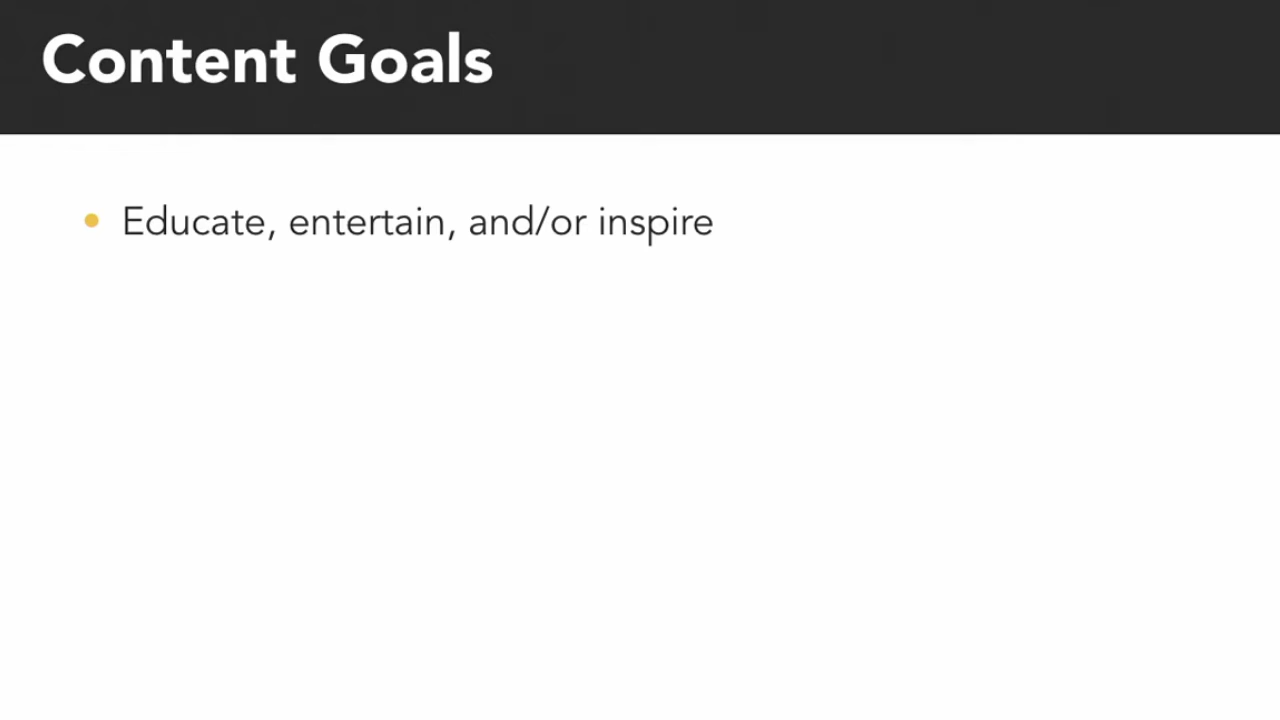 Content Goals
• Educate, entertain, and/or inspire